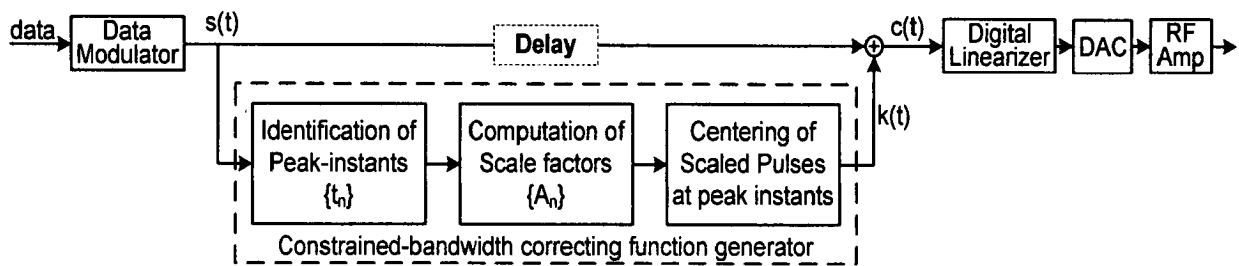 data
Data
Modulator
s(t)
Delay
c(t)
Digital
Linearizer
DAC
RF
Amp
k(t)
Identification of
Peak-instants
{tn}
Computation of
Scale factors
{An}
Centering of
Scaled Pulses
at peak instants
Constrained-bandwidth correcting function generator